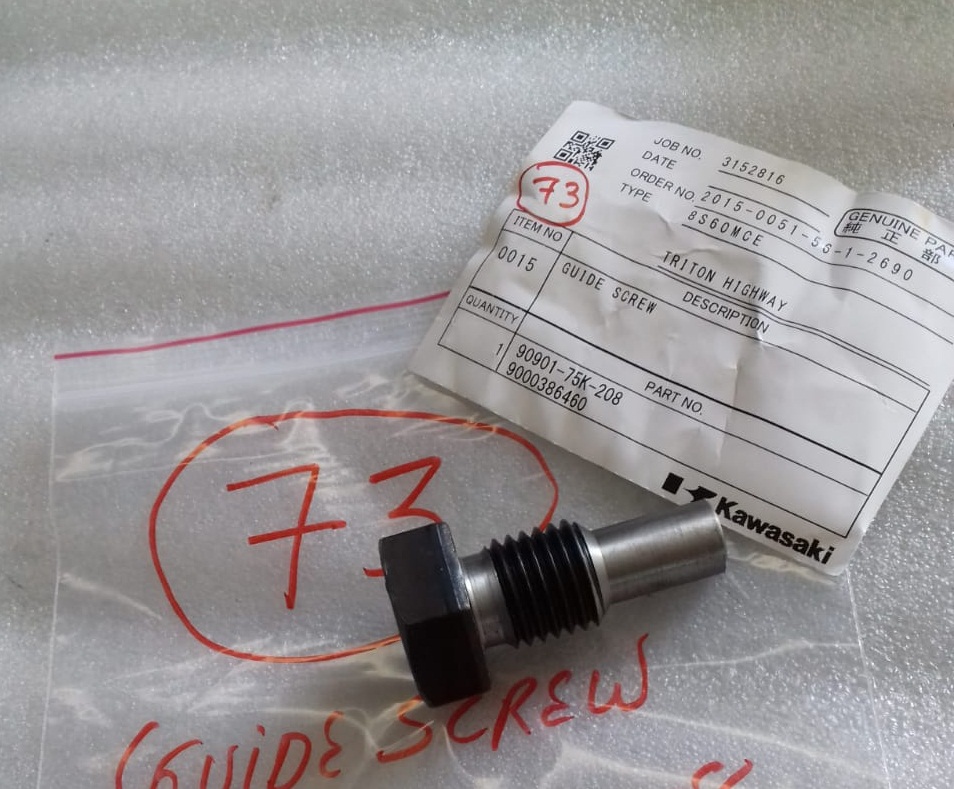 JOB NO. 3152816
DATE
ORDER NO. 2015-0051-5S-1-2690
TYPE 8S60MCE
GENUINE PAR
純 正 部
73
TRITON HIGHWAY
ITEM NO DESCRIPTION
0015 GUIDE SCREW
QUANTITY PART NO.
1 90901-75K-208
9000386460
Kawasaki
73
GUIDE SCREW